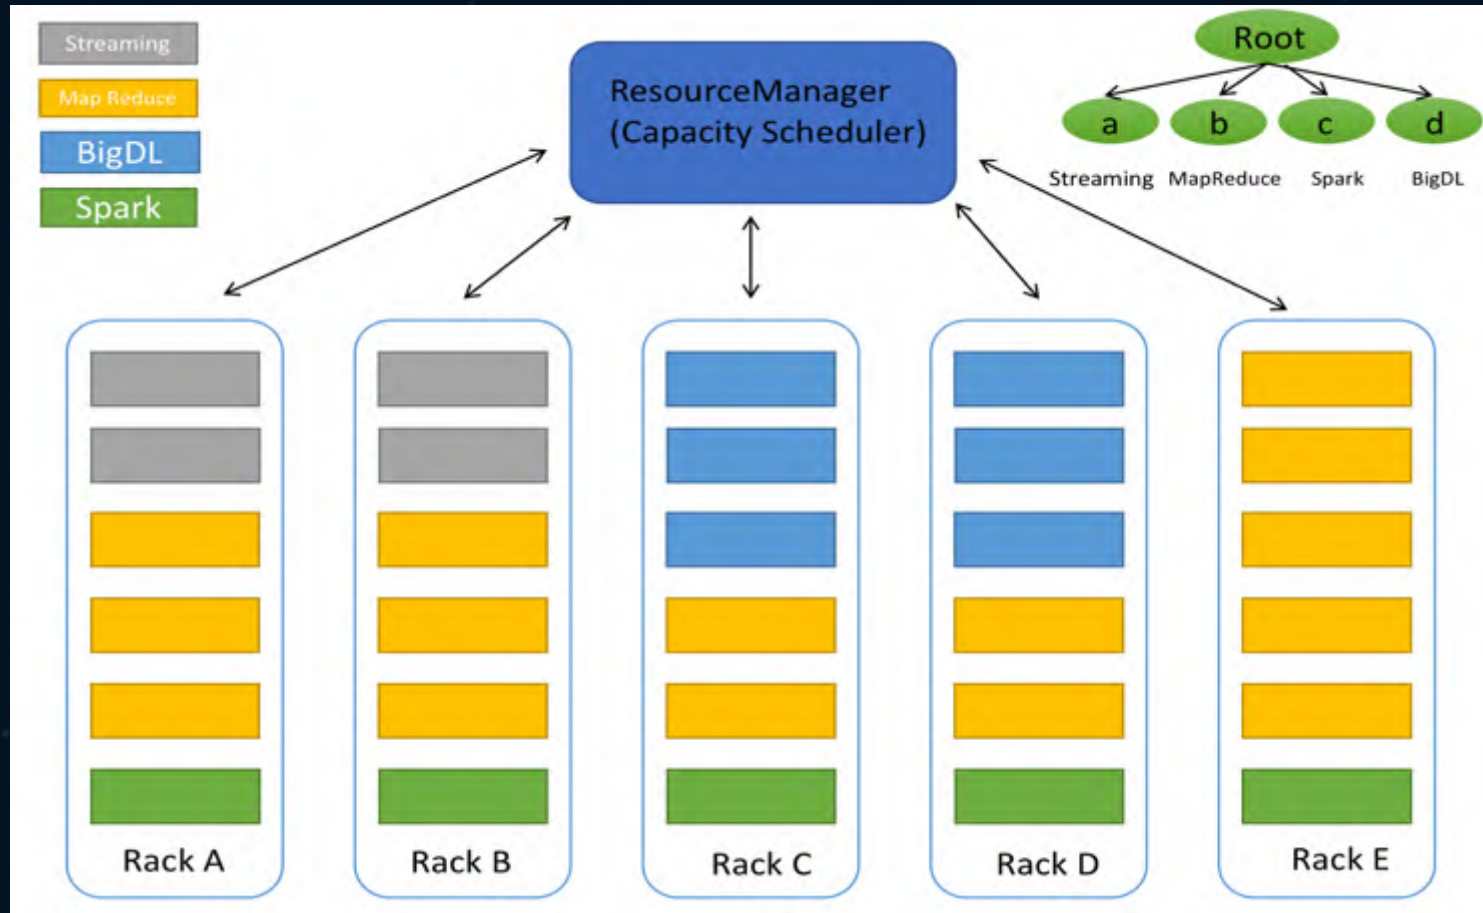 Streaming
Map Reduce
BigDL
Spark
ResourceManager
(Capacity Scheduler)
Root
a b c d
Streaming MapReduce Spark BigDL
Rack A Rack B Rack C Rack D Rack E